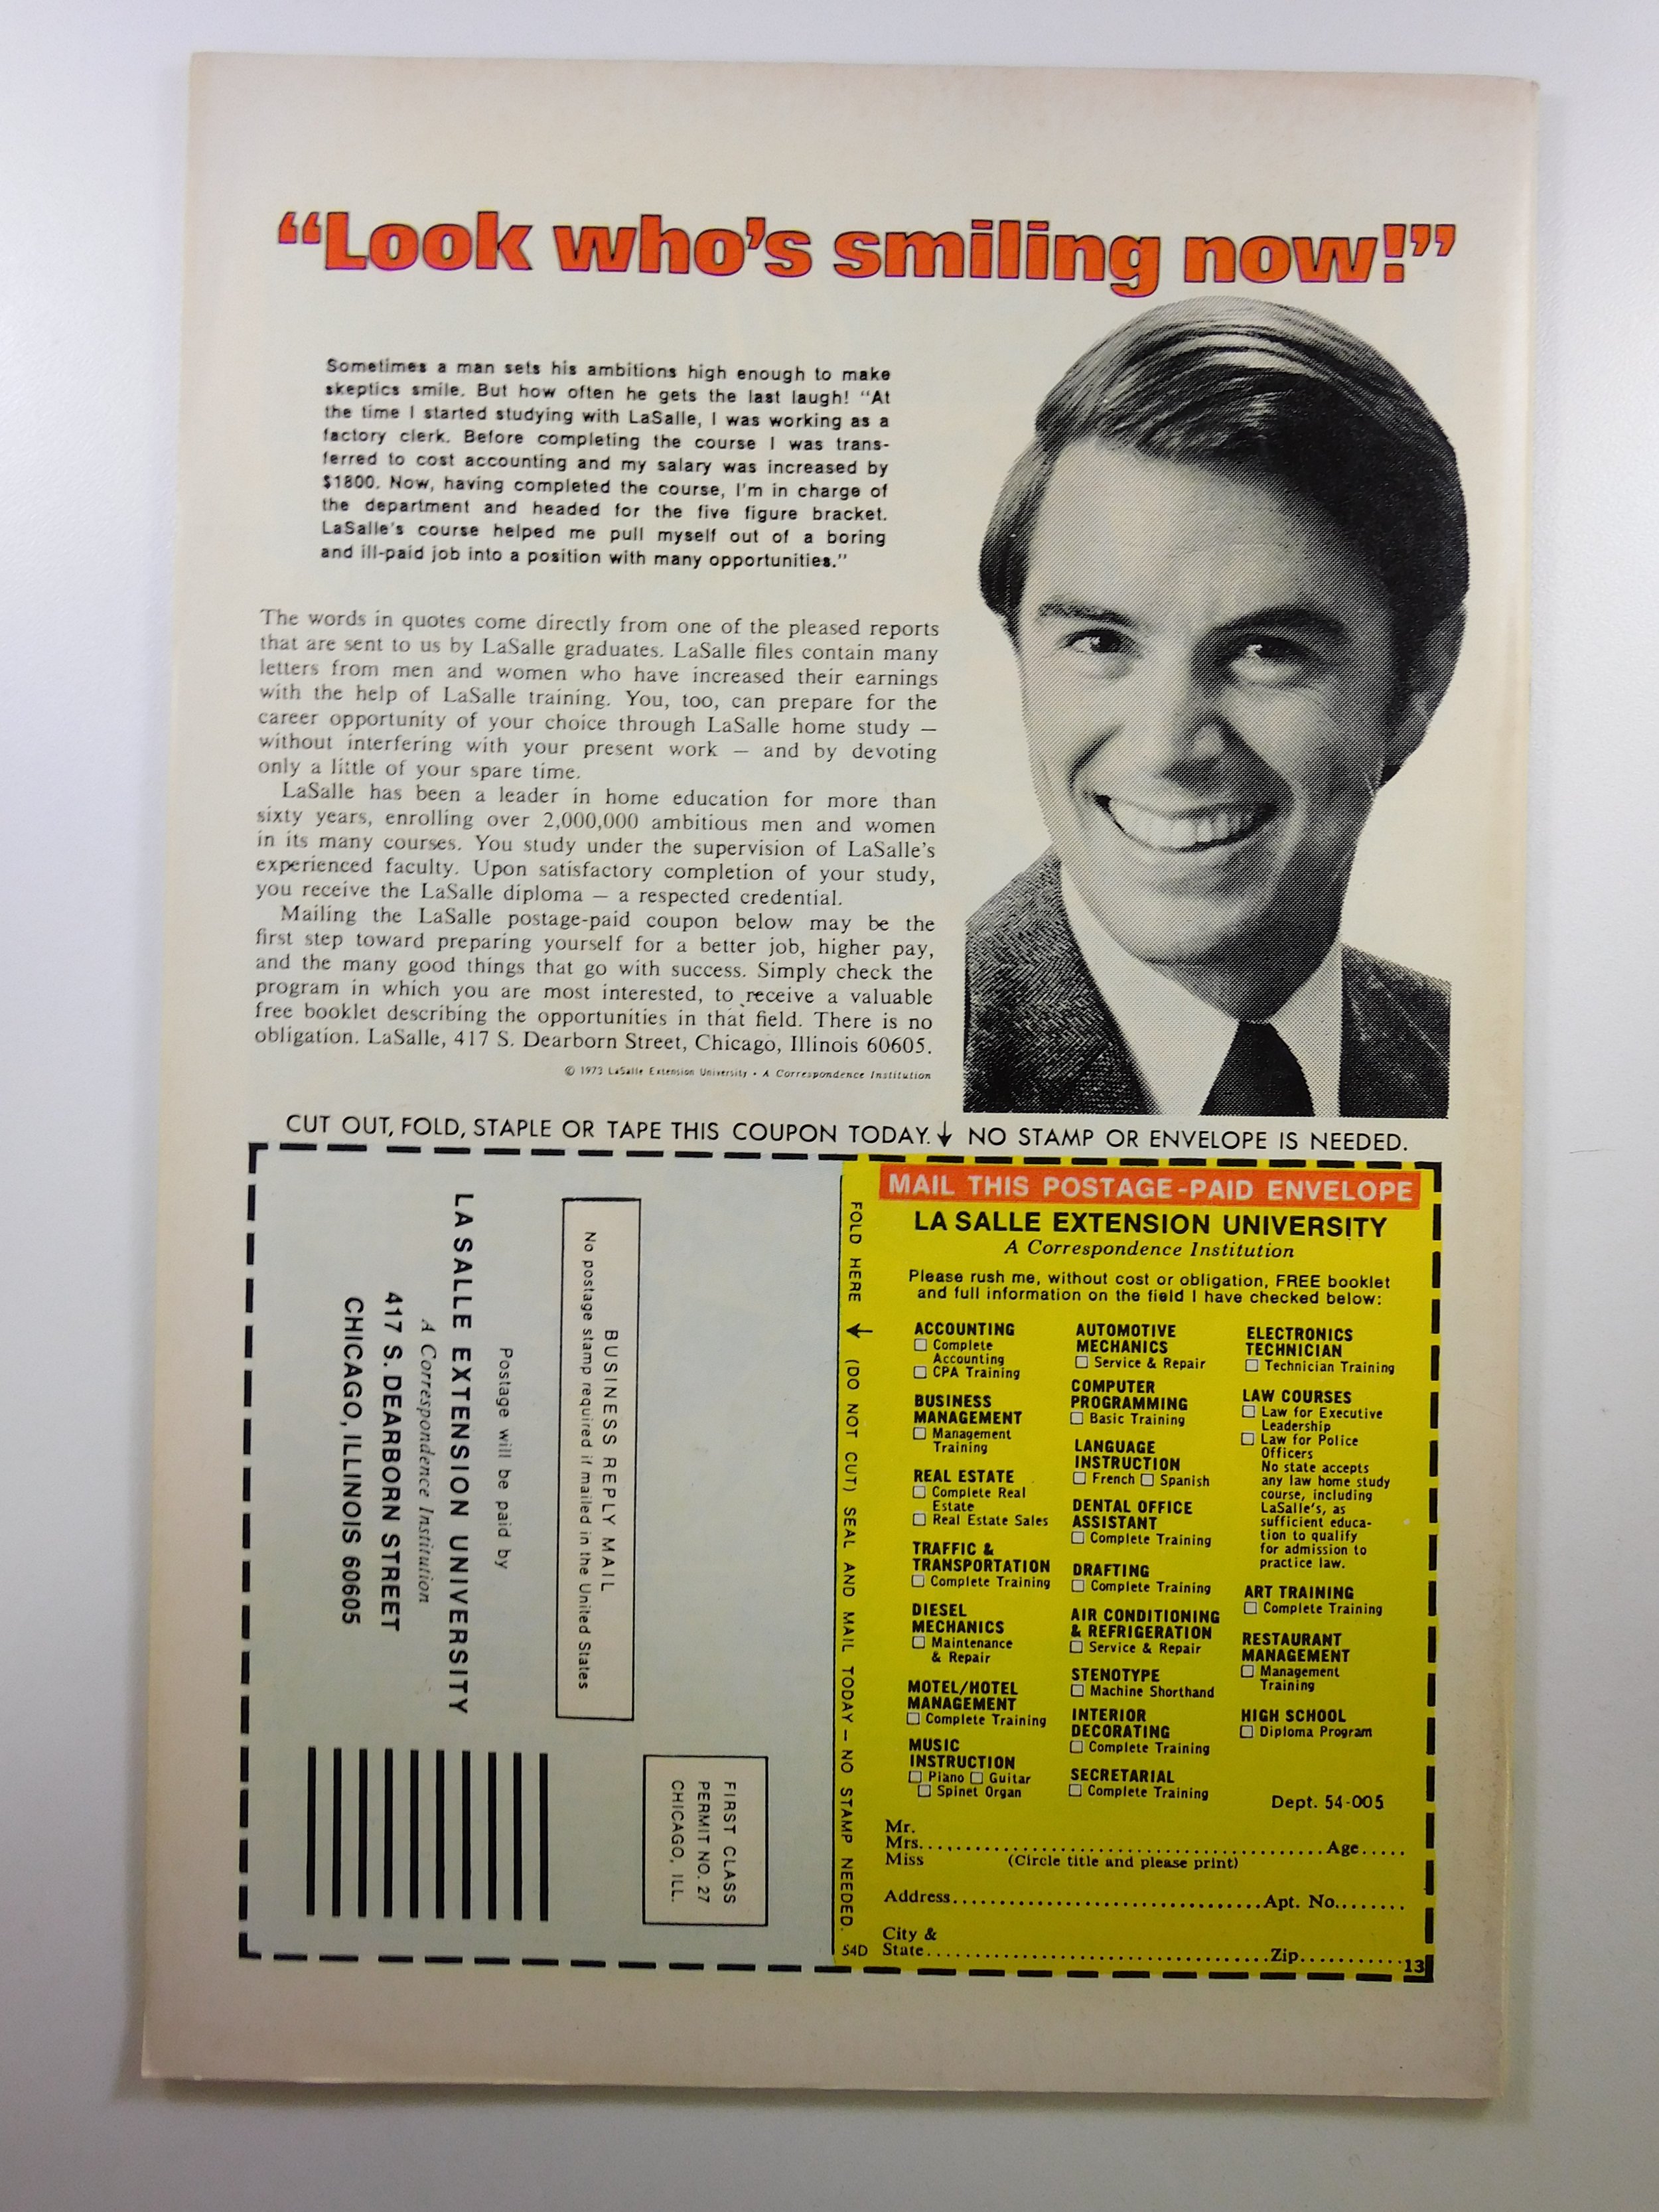 “Look who’s smiling now!”
Sometimes a man sets his ambitions high enough to make
skeptics smile. But how often he gets the last laugh! “At
the time I started studying with LaSalle, I was working as a
factory clerk. Before completing the course I was trans-
ferred to cost accounting and my salary was increased by
$1800. Now, having completed the course, I’m in charge of
the department and headed for the five figure bracket.
LaSalle’s course helped me pull myself out of a boring
and ill-paid job into a position with many opportunities.”
The words in quotes come directly from one of the pleased reports
that are sent to us by LaSalle graduates. LaSalle files contain many
letters from men and women who have increased their earnings
with the help of LaSalle training. You, too, can prepare for the
career opportunity of your choice through LaSalle home study —
without interfering with your present work — and by devoting
only a little of your spare time.
LaSalle has been a leader in home education for more than
sixty years, enrolling over 2,000,000 ambitious men and women
in its many courses. You study under the supervision of LaSalle’s
experienced faculty. Upon satisfactory completion of your study,
you receive the LaSalle diploma — a respected credential.
Mailing the LaSalle postage-paid coupon below may be the
first step toward preparing yourself for a better job, higher pay,
and the many good things that go with success. Simply check the
program in which you are most interested, to receive a valuable
free booklet describing the opportunities in that field. There is no
obligation. LaSalle, 417 S. Dearborn Street, Chicago, Illinois 60605.
© 1973 LaSalle Extension University • A Correspondence Institution
CUT OUT, FOLD, STAPLE OR TAPE THIS COUPON TODAY. ↓ NO STAMP OR ENVELOPE IS NEEDED.
FIRST CLASS
PERMIT NO. 27
CHICAGO, ILL.
BUSINESS REPLY MAIL
No postage stamp required if mailed in the United States
Postage will be paid by
LA SALLE EXTENSION UNIVERSITY
A Correspondence Institution
417 S. DEARBORN STREET
CHICAGO, ILLINOIS 60605
FOLD HERE ↓ (DO NOT CUT) SEAL AND MAIL TODAY — NO STAMP NEEDED.
54D
MAIL THIS POSTAGE-PAID ENVELOPE
LA SALLE EXTENSION UNIVERSITY
A Correspondence Institution
Please rush me, without cost or obligation, FREE booklet
and full information on the field I have checked below:
ACCOUNTING
☐ Complete
Accounting
☐ CPA Training
BUSINESS
MANAGEMENT
☐ Management
Training
REAL ESTATE
☐ Complete Real
Estate
☐ Real Estate Sales
TRAFFIC &
TRANSPORTATION
☐ Complete Training
DIESEL
MECHANICS
☐ Maintenance
& Repair
MOTEL/HOTEL
MANAGEMENT
☐ Complete Training
MUSIC
INSTRUCTION
☐ Piano ☐ Guitar
☐ Spinet Organ
AUTOMOTIVE
MECHANICS
☐ Service & Repair
COMPUTER
PROGRAMMING
☐ Basic Training
LANGUAGE
INSTRUCTION
☐ French ☐ Spanish
DENTAL OFFICE
ASSISTANT
☐ Complete Training
DRAFTING
☐ Complete Training
AIR CONDITIONING
& REFRIGERATION
☐ Service & Repair
STENOTYPE
☐ Machine Shorthand
INTERIOR
DECORATING
☐ Complete Training
SECRETARIAL
☐ Complete Training
ELECTRONICS
TECHNICIAN
☐ Technician Training
LAW COURSES
☐ Law for Executive
Leadership
☐ Law for Police
Officers
No state accepts
any law home study
course, including
LaSalle’s, as
sufficient educa-
tion to qualify
for admission to
practice law.
ART TRAINING
☐ Complete Training
RESTAURANT
MANAGEMENT
☐ Management
Training
HIGH SCHOOL
☐ Diploma Program
Dept. 54-005
Mr.
Mrs. Age
Miss (Circle title and please print)
Address Apt. No.
City &
State Zip
13